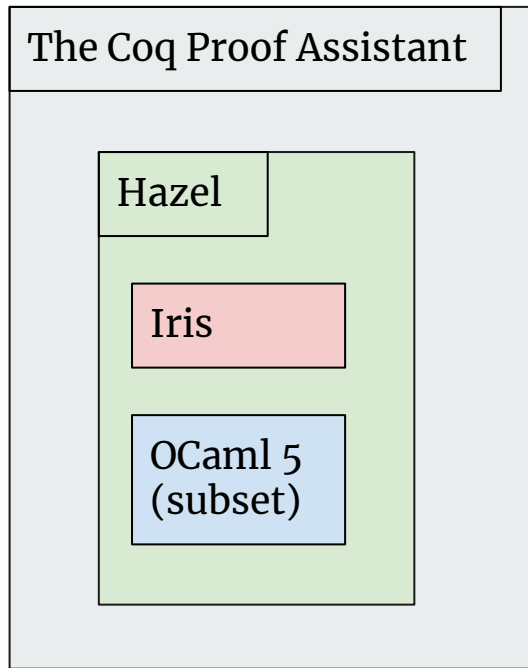 The Coq Proof Assistant
Hazel
Iris
OCaml 5
(subset)